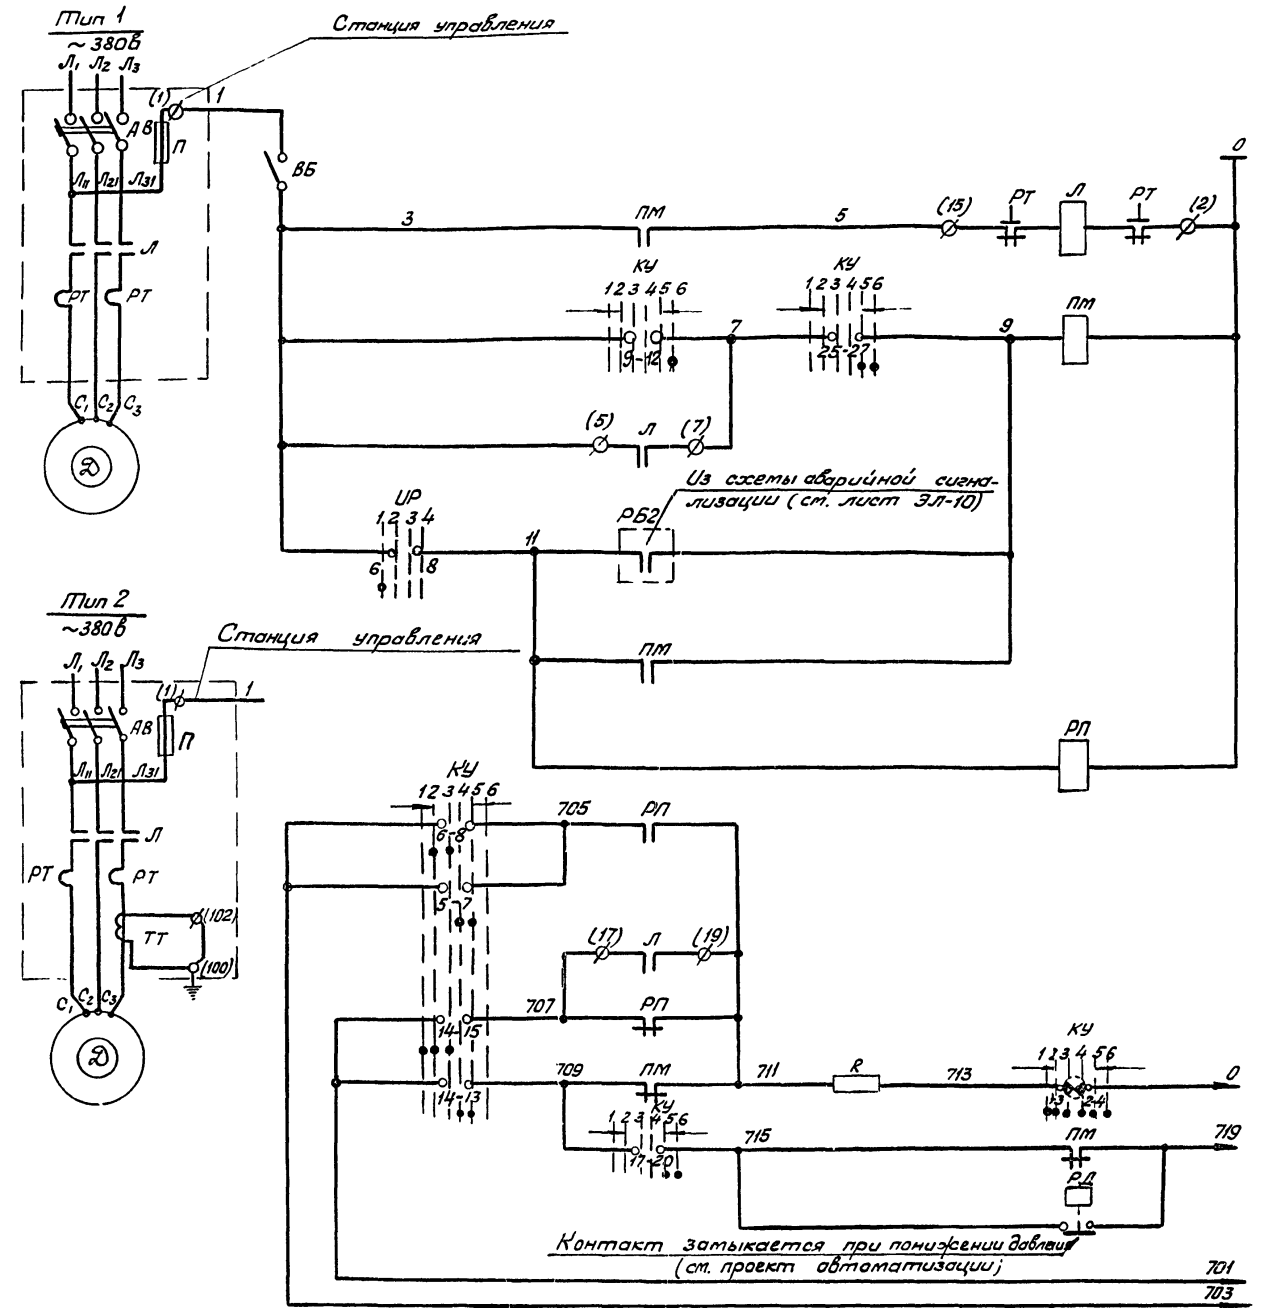 Тип 1
~380в
Л₁ Л₂ Л₃
Станция управления
(1) 1
АВ
П
Л₁₁ Л₂₁ Л₃₁
ВБ
Л
РТ РТ
С₁ С₂ С₃
Д
0
3 ПМ 5 (15) РТ Л РТ (2)
КУ
1 2 3 4 5 6
9-12
7
КУ
1 2 3 4 5 6
25-27
9
ПМ
(5) Л (7)
Из схемы аварийной сигна-
лизации (см. лист ЭЛ-10)
ИР
1 2 3 4
6 8
11
РБ2
ПМ
РП
Тип 2
~380в
Станция управления
Л₁ Л₂ Л₃
(1) 1
АВ
П
Л₁₁ Л₂₁ Л₃₁
Л
РТ РТ
(102)
ТТ
(100)
С₁ С₂ С₃
Д
КУ
1 2 3 4 5 6
6-8
705 РП
5-7
(17) Л (19)
14-15
707 РП
14-13
709 ПМ 711 R 713
КУ
1 2 3 4 5 6
1-3 2-4
0
КУ
1 2 3 4 5 6
17-20
715 ПМ 719
РД
Контакт замыкается при понижении давления
(см. проект автоматизации)
701
703